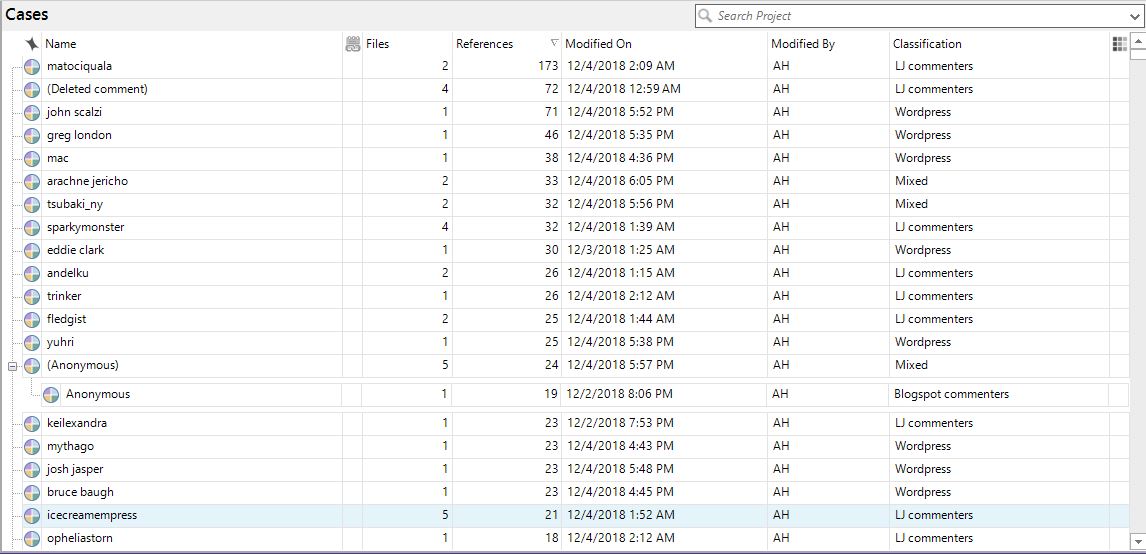 Cases
Search Project
Name Files References Modified On Modified By Classification
matociquala 2 173 12/4/2018 2:09 AM AH LJ commenters
(Deleted comment) 4 72 12/4/2018 12:59 AM AH LJ commenters
john scalzi 1 71 12/4/2018 5:52 PM AH Wordpress
greg london 1 46 12/4/2018 5:35 PM AH Wordpress
mac 1 38 12/4/2018 4:36 PM AH Wordpress
arachne jericho 2 33 12/4/2018 6:05 PM AH Mixed
tsubaki_ny 2 32 12/4/2018 5:56 PM AH Mixed
sparkymonster 4 32 12/4/2018 1:39 AM AH LJ commenters
eddie clark 1 30 12/3/2018 1:25 AM AH Wordpress
andelku 2 26 12/4/2018 1:15 AM AH LJ commenters
trinker 1 26 12/4/2018 2:12 AM AH LJ commenters
fledgist 2 25 12/4/2018 1:44 AM AH LJ commenters
yuhri 1 25 12/4/2018 5:38 PM AH Wordpress
(Anonymous) 5 24 12/4/2018 5:57 PM AH Mixed
Anonymous 1 19 12/2/2018 8:06 PM AH Blogspot commenters
keilexandra 1 23 12/2/2018 7:53 PM AH LJ commenters
mythago 1 23 12/4/2018 4:43 PM AH Wordpress
josh jasper 1 23 12/4/2018 5:48 PM AH Wordpress
bruce baugh 1 23 12/4/2018 4:45 PM AH Wordpress
icecreamempress 5 21 12/4/2018 1:52 AM AH LJ commenters
opheliastorn 1 18 12/4/2018 2:12 AM AH LJ commenters